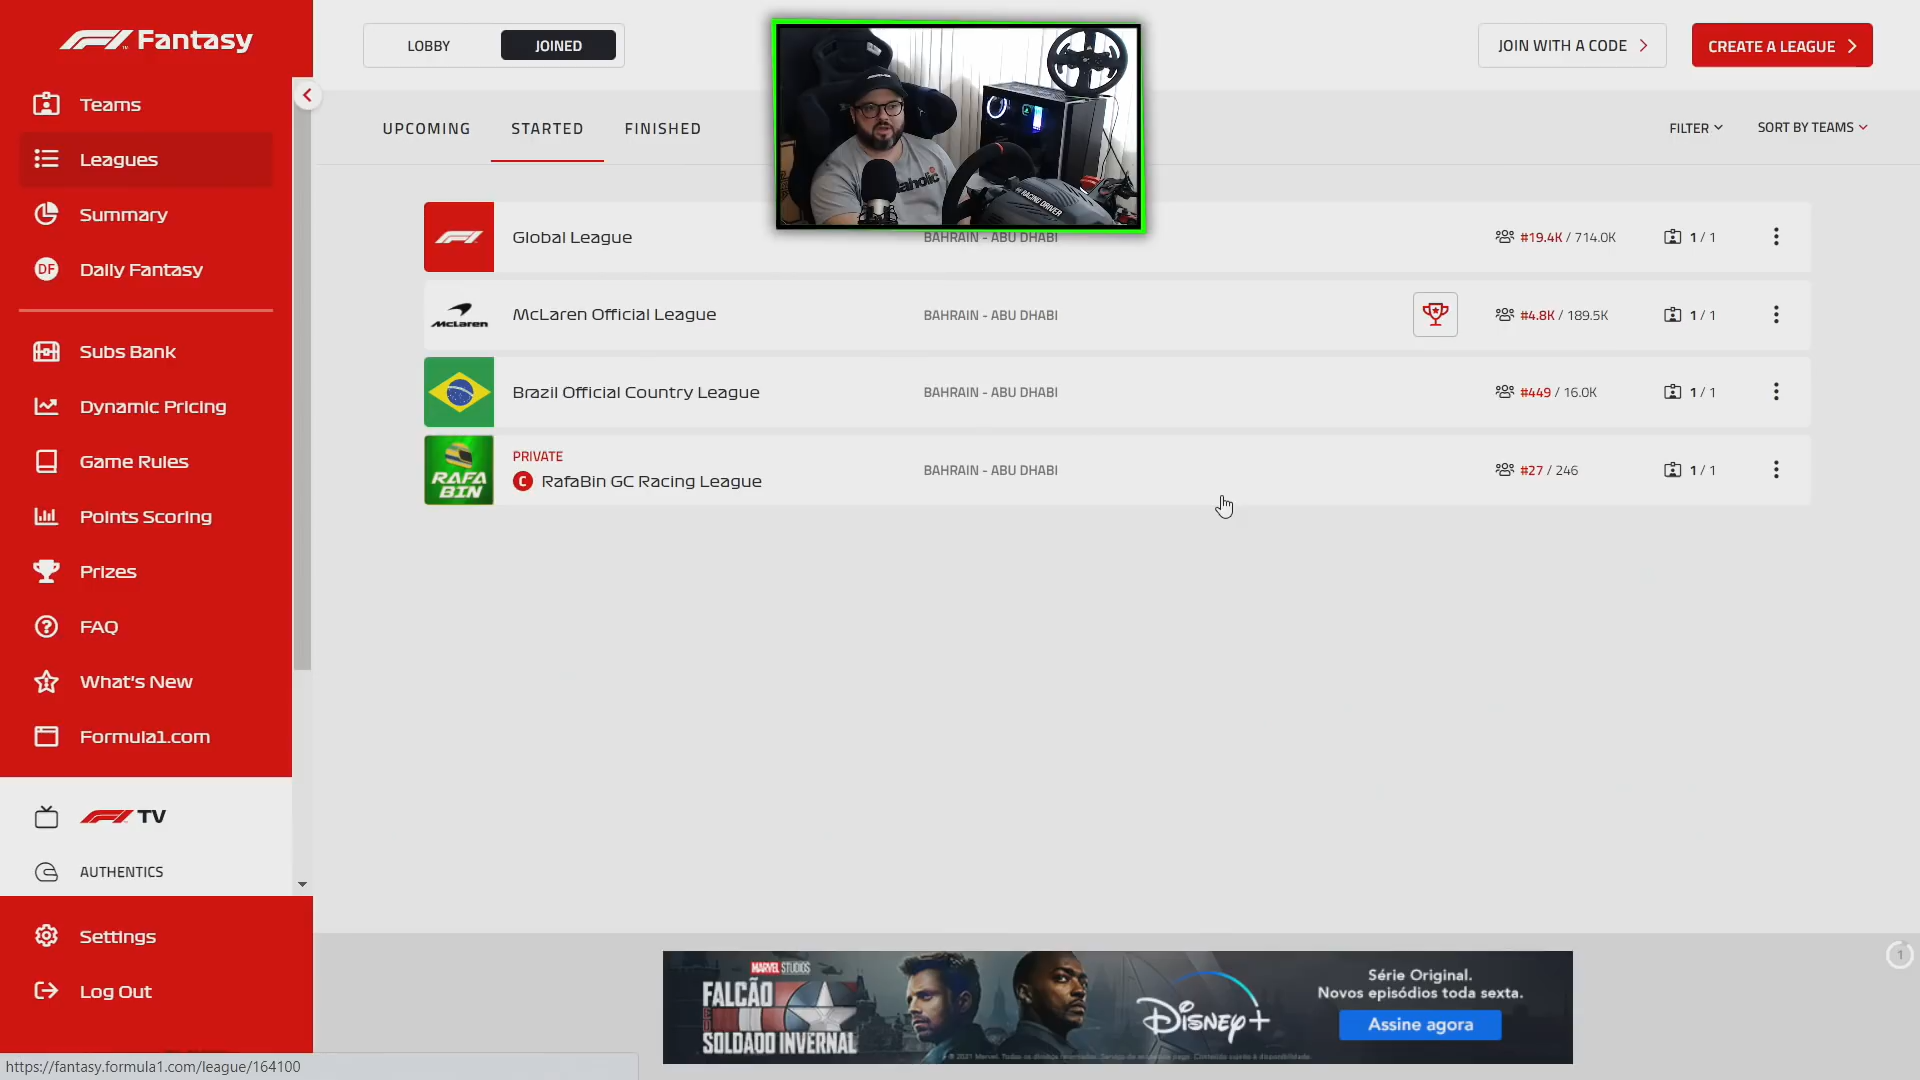 F1 Fantasy
Teams
Leagues
Summary
DF Daily Fantasy
Subs Bank
Dynamic Pricing
Game Rules
Points Scoring
Prizes
FAQ
What's New
Formula1.com
F1 TV
AUTHENTICS
Settings
Log Out
https://fantasy.formula1.com/league/164100
LOBBY JOINED
JOIN WITH A CODE CREATE A LEAGUE
UPCOMING STARTED FINISHED
FILTER SORT BY TEAMS
aholic
RACING DRIVER
Global League BAHRAIN - ABU DHABI #19.4K / 714.0K 1 / 1
McLaren McLaren Official League BAHRAIN - ABU DHABI #4.8K / 189.5K 1 / 1
Brazil Official Country League BAHRAIN - ABU DHABI #449 / 16.0K 1 / 1
RAFA BIN PRIVATE
C RafaBin GC Racing League BAHRAIN - ABU DHABI #27 / 246 1 / 1
MARVEL STUDIOS
FALCÃO
SOLDADO INVERNAL
Disney+
Série Original.
Novos episódios toda sexta.
Assine agora
1